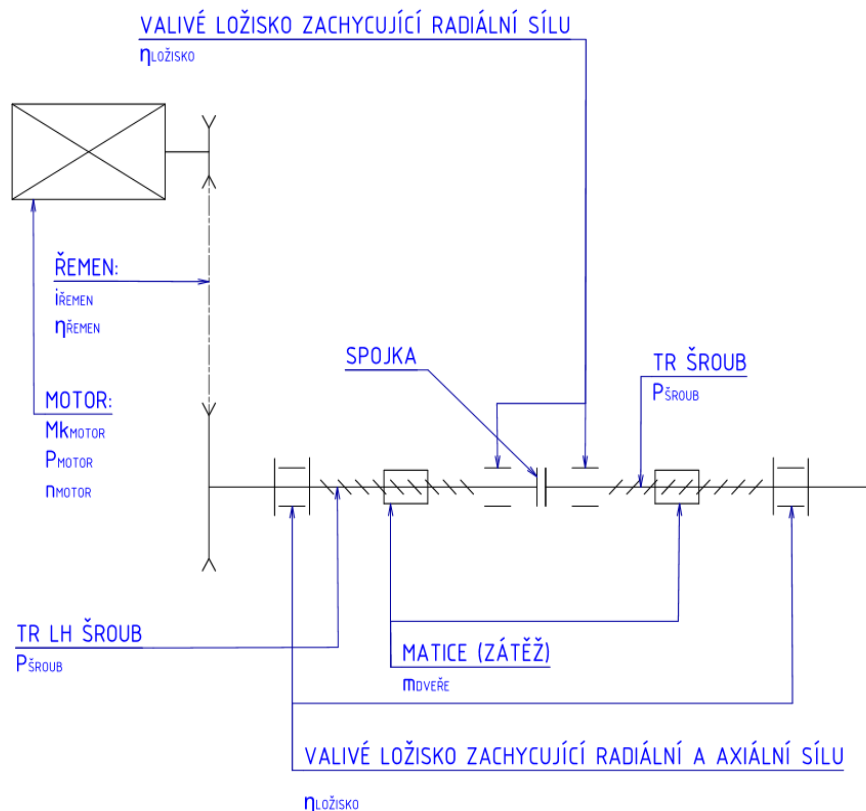 VALIVÉ LOŽISKO ZACHYCUJÍCÍ RADIÁLNÍ SÍLU
ηLOŽISKO
ŘEMEN:
iŘEMEN
ηŘEMEN
SPOJKA
TR ŠROUB
PŠROUB
MOTOR:
MkMOTOR
PMOTOR
nMOTOR
TR LH ŠROUB
PŠROUB
MATICE (ZÁTĚŽ)
mDVEŘE
VALIVÉ LOŽISKO ZACHYCUJÍCÍ RADIÁLNÍ A AXIÁLNÍ SÍLU
ηLOŽISKO